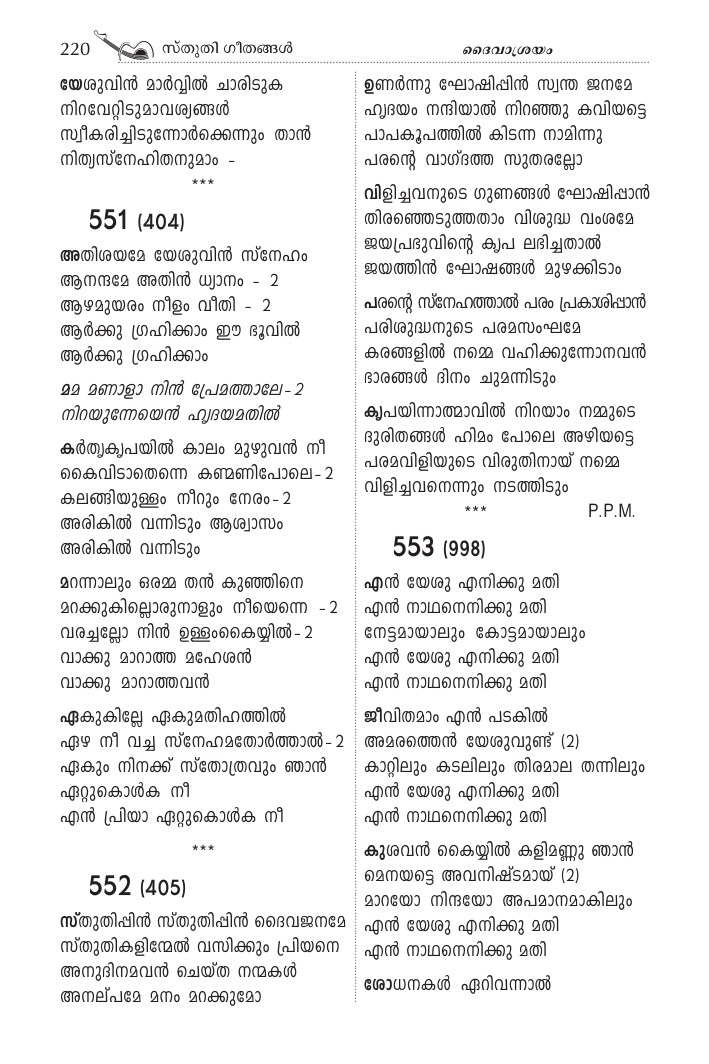 220 സ്തുതി ഗീതങ്ങൾ ദൈവാശ്രയം
യേശുവിൻ മാർവ്വിൽ ചാരിടുക
നിറവേറ്റിടുമാവശ്യങ്ങൾ
സ്വീകരിച്ചിടുന്നോർക്കെന്നും താൻ
നിത്യസ്നേഹിതനുമാം -
***
551 (404)
അതിശയമേ യേശുവിൻ സ്നേഹം
ആനന്ദമേ അതിൻ ധ്യാനം - 2
ആഴമുയരം നീളം വീതി - 2
ആർക്കു ഗ്രഹിക്കാം ഈ ഭൂവിൽ
ആർക്കു ഗ്രഹിക്കാം
മമ മണാളാ നിൻ പ്രേമത്താലേ-2
നിറയുന്നേയെൻ ഹൃദയമതിൽ
കർത്യകൃപയിൽ കാലം മുഴുവൻ നീ
കൈവിടാതെന്നെ കണ്മണിപോലെ-2
കലങ്ങിയുള്ളം നീറും നേരം-2
അരികിൽ വന്നിടും ആശ്വാസം
അരികിൽ വന്നിടും
മറന്നാലും ഒരമ്മ തൻ കുഞ്ഞിനെ
മറക്കുകില്ലൊരുനാളും നീയെന്നെ -2
വരച്ചല്ലോ നിൻ ഉള്ളംകൈയ്യിൽ-2
വാക്കു മാറാത്ത മഹേശൻ
വാക്കു മാറാത്തവൻ
ഏകുകില്ലേ ഏകുമതിഹത്തിൽ
ഏഴ നീ വച്ച സ്നേഹമതോർത്താൽ-2
ഏകും നിനക്ക് സ്തോത്രവും ഞാൻ
ഏറ്റുകൊൾക നീ
എൻ പ്രിയാ ഏറ്റുകൊൾക നീ
***
552 (405)
സ്തുതിപ്പിൻ സ്തുതിപ്പിൻ ദൈവജനമേ
സ്തുതികളിന്മേൽ വസിക്കും പ്രിയനെ
അനുദിനമവൻ ചെയ്ത നന്മകൾ
അനല്പമേ മനം മറക്കുമോ
ഉണർന്നു ഘോഷിപ്പിൻ സ്വന്ത ജനമേ
ഹൃദയം നന്ദിയാൽ നിറഞ്ഞു കവിയട്ടെ
പാപകൂപത്തിൽ കിടന്ന നാമിന്നു
പരന്റെ വാഗ്ദത്ത സുതരല്ലോ
വിളിച്ചവനുടെ ഗുണങ്ങൾ ഘോഷിപ്പാൻ
തിരഞ്ഞെടുത്തതാം വിശുദ്ധ വംശമേ
ജയപ്രഭുവിന്റെ കൃപ ലഭിച്ചതാൽ
ജയത്തിൻ ഘോഷങ്ങൾ മുഴക്കിടാം
പരന്റെ സ്നേഹത്താൽ പരം പ്രകാശിപ്പാൻ
പരിശുദ്ധനുടെ പരമസംഘമേ
കരങ്ങളിൽ നമ്മെ വഹിക്കുന്നോനവൻ
ഭാരങ്ങൾ ദിനം ചുമന്നിടും
കൃപയിന്നാത്മാവിൽ നിറയാം നമ്മുടെ
ദുരിതങ്ങൾ ഹിമം പോലെ അഴിയട്ടെ
പരമവിളിയുടെ വിരുതിനായ് നമ്മെ
വിളിച്ചവനെന്നും നടത്തിടും
*** P.P.M.
553 (998)
എൻ യേശു എനിക്കു മതി
എൻ നാഥനെനിക്കു മതി
നേട്ടമായാലും കോട്ടമായാലും
എൻ യേശു എനിക്കു മതി
എൻ നാഥനെനിക്കു മതി
ജീവിതമാം എൻ പടകിൽ
അമരത്തെൻ യേശുവുണ്ട് (2)
കാറ്റിലും കടലിലും തിരമാല തന്നിലും
എൻ യേശു എനിക്കു മതി
എൻ നാഥനെനിക്കു മതി
കുശവൻ കൈയ്യിൽ കളിമണ്ണു ഞാൻ
മെനയട്ടെ അവനിഷ്ടമായ് (2)
മാറയോ നിന്ദയോ അപമാനമാകിലും
എൻ യേശു എനിക്കു മതി
എൻ നാഥനെനിക്കു മതി
ശോധനകൾ ഏറിവന്നാൽ